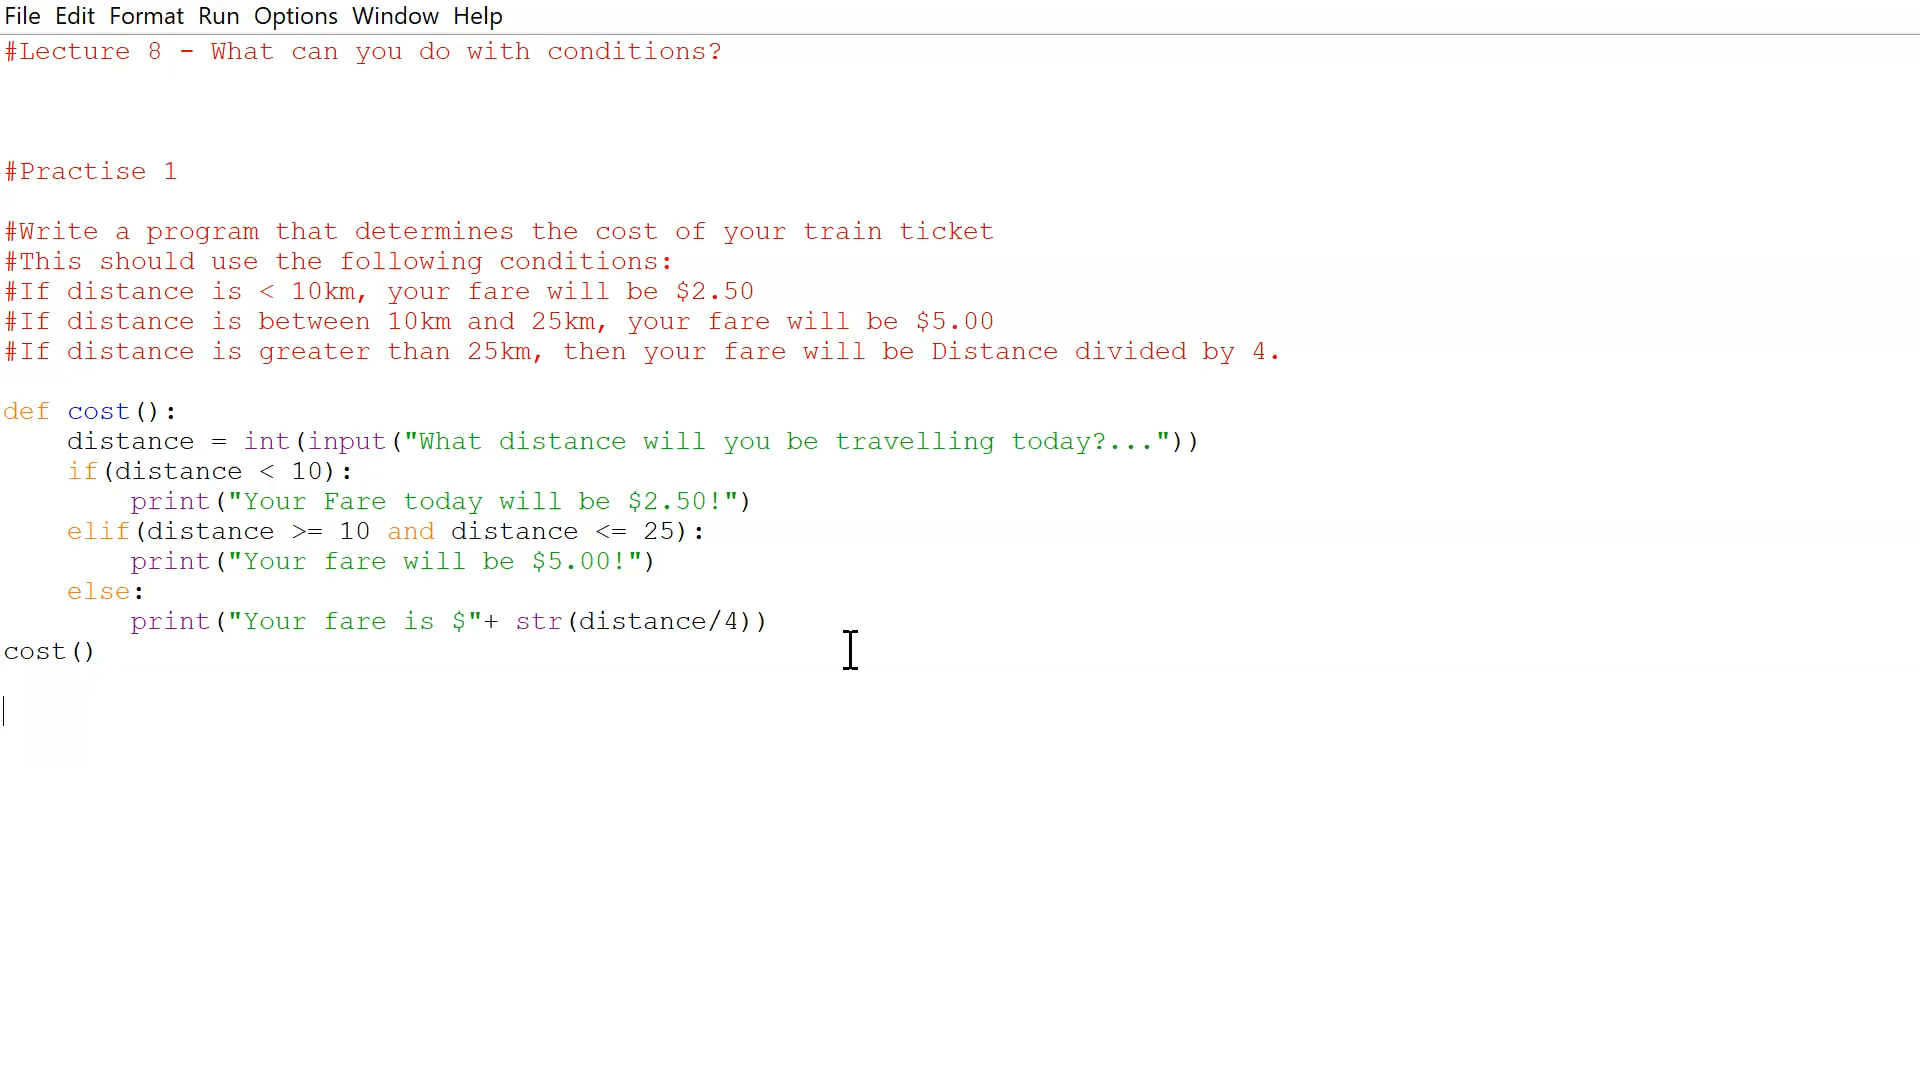 File Edit Format Run Options Window Help
#Lecture 8 - What can you do with conditions?
#Practise 1
#Write a program that determines the cost of your train ticket
#This should use the following conditions:
#If distance is < 10km, your fare will be $2.50
#If distance is between 10km and 25km, your fare will be $5.00
#If distance is greater than 25km, then your fare will be Distance divided by 4.
def cost():
    distance = int(input("What distance will you be travelling today?..."))
    if(distance < 10):
        print("Your Fare today will be $2.50!")
    elif(distance >= 10 and distance <= 25):
        print("Your fare will be $5.00!")
    else:
        print("Your fare is $"+ str(distance/4))
cost()